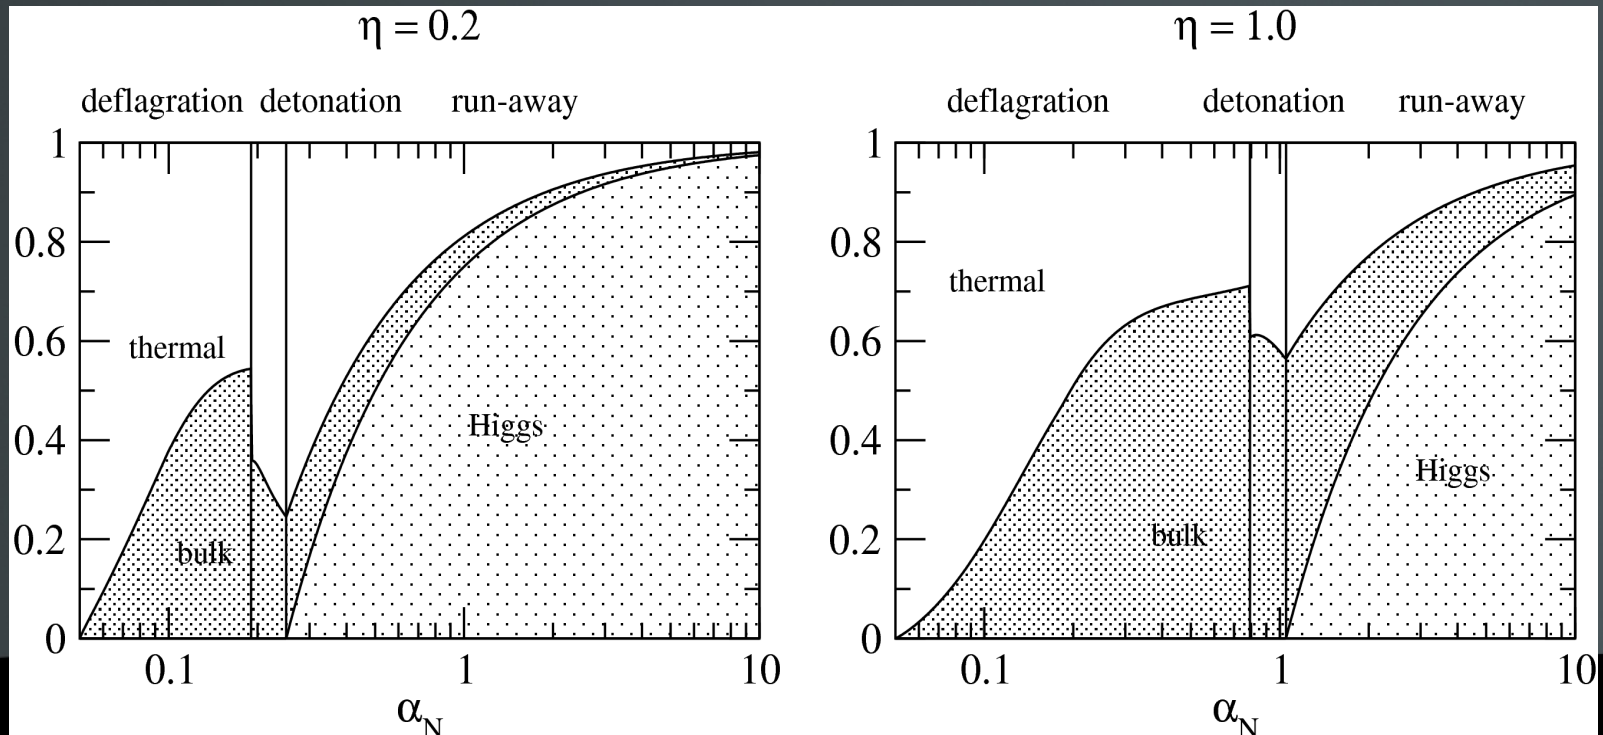 η = 0.2
deflagration detonation run-away
1
0.8
0.6
0.4
0.2
0
thermal
bulk
Higgs
0.1 1 10
α_N
η = 1.0
deflagration detonation run-away
1
0.8
0.6
0.4
0.2
0
thermal
bulk
Higgs
0.1 1 10
α_N